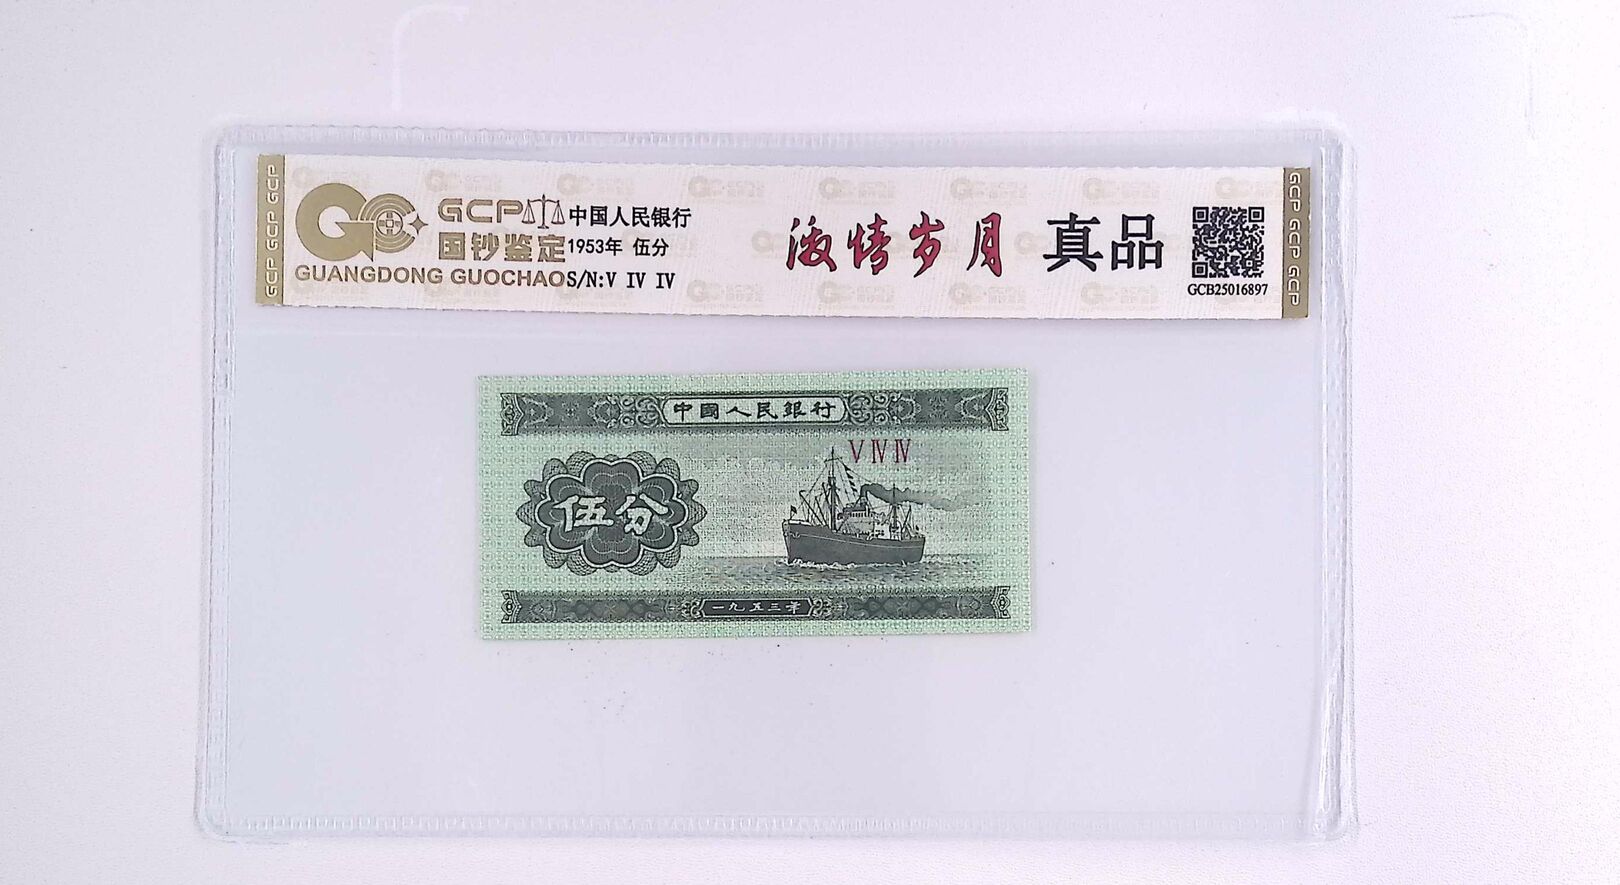 GCP GCP GCP
GCP
国钞鉴定
GUANGDONG GUOCHAO
中国人民银行
1953年 伍分
S/N:V IV IV
激情岁月
真品
GCB25016897
GCP GCP GCP
中國人民銀行
V IV IV
伍分
一九五三年